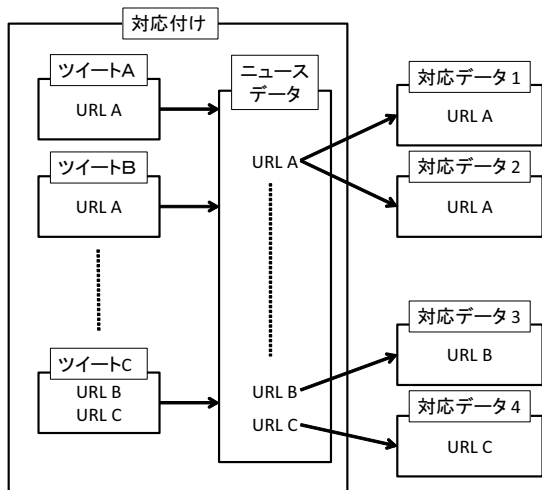 対応付け
ツイートA
URL A
ツイートB
URL A
ツイートC
URL B
URL C
ニュース
データ
URL A
URL B
URL C
対応データ1
URL A
対応データ2
URL A
対応データ3
URL B
対応データ4
URL C